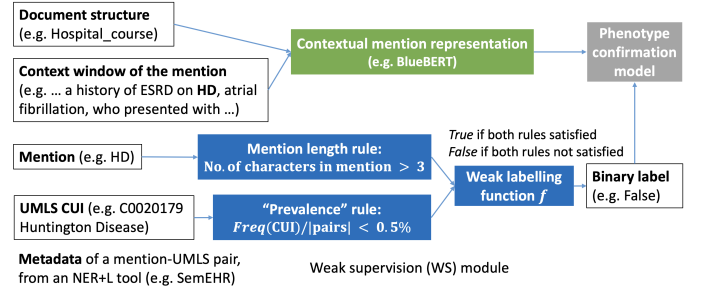 Document structure
(e.g. Hospital_course)
Contextual mention representation
(e.g. BlueBERT)
Phenotype
confirmation
model
Context window of the mention
(e.g. … a history of ESRD on HD, atrial
fibrillation, who presented with …)
True if both rules satisfied
False if both rules not satisfied
Mention (e.g. HD)
Mention length rule:
No. of characters in mention > 3
Weak labelling
function f
Binary label
(e.g. False)
UMLS CUI (e.g. C0020179
Huntington Disease)
“Prevalence” rule:
Freq(CUI)/|pairs| < 0.5%
Metadata of a mention-UMLS pair,
from an NER+L tool (e.g. SemEHR)
Weak supervision (WS) module